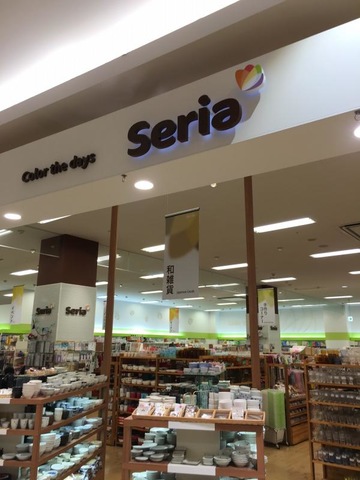 Seria
Color the days
和雑貨
Seria
Seria